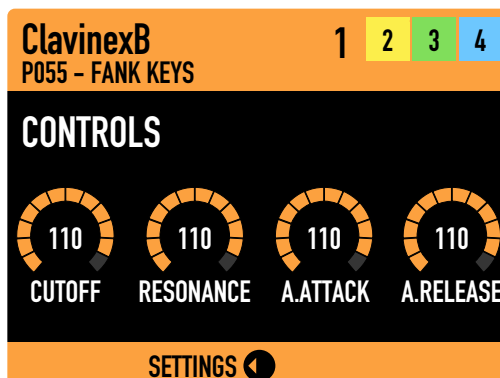 ClavinexB 1 2 3 4
P055 – FANK KEYS
CONTROLS
110 110 110 110
CUTOFF RESONANCE A.ATTACK A.RELEASE
SETTINGS